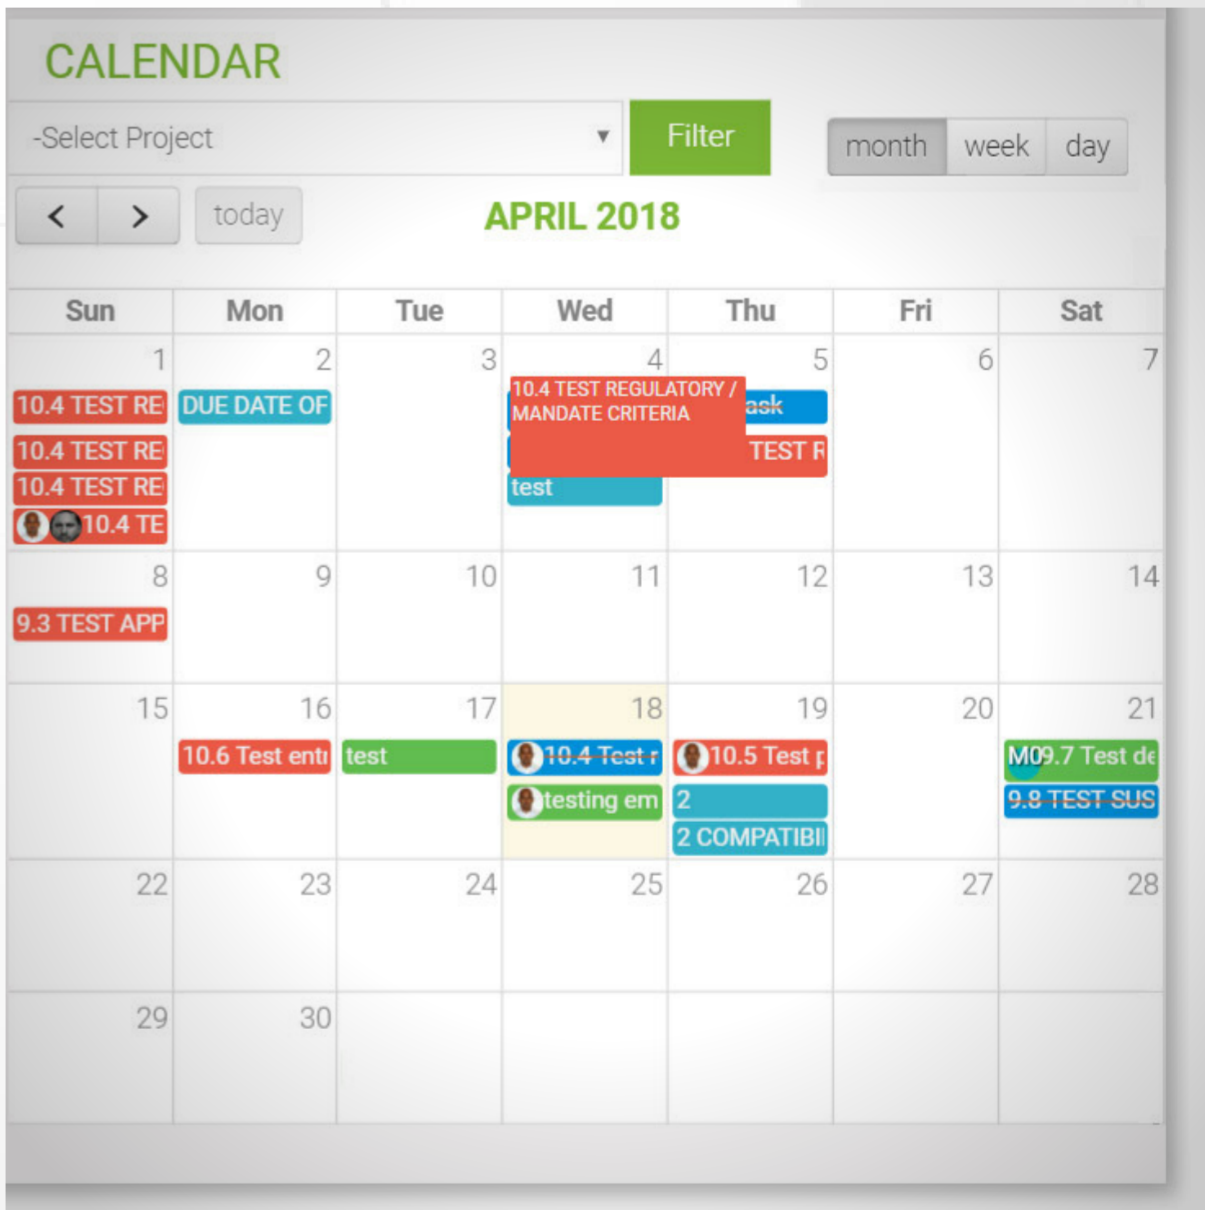 CALENDAR
-Select Project
Filter
month week day
< > today
APRIL 2018
Sun Mon Tue Wed Thu Fri Sat
1 2 3 4 5 6 7
10.4 TEST RE
DUE DATE OF
10.4 TEST REGULATORY /
MANDATE CRITERIA
ask
10.4 TEST RE
TEST R
10.4 TEST RE
test
10.4 TE
8 9 10 11 12 13 14
9.3 TEST APP
15 16 17 18 19 20 21
10.6 Test entr
test
10.4 Test r
10.5 Test p
M09.7 Test de
testing em
2
9.8 TEST SUS
2 COMPATIBI
22 23 24 25 26 27 28
29 30